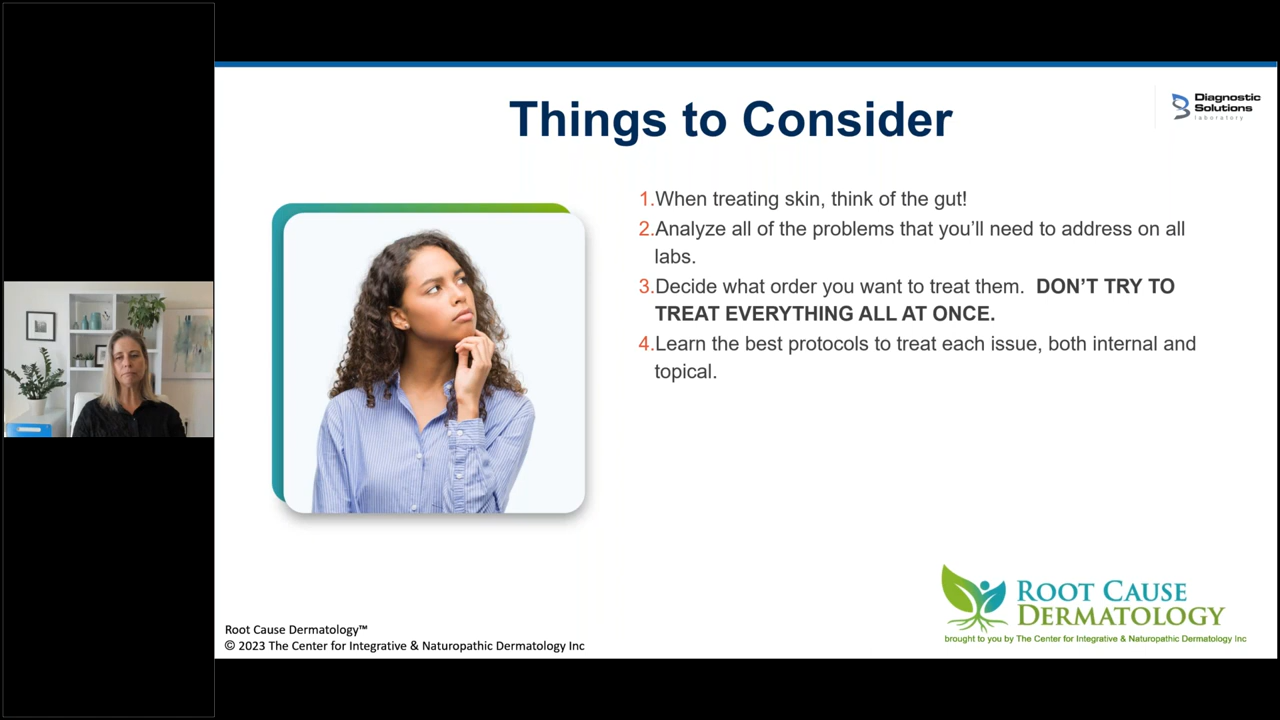 Things to Consider
Diagnostic
Solutions
laboratory
1.When treating skin, think of the gut!
2.Analyze all of the problems that you’ll need to address on all
labs.
3.Decide what order you want to treat them.  DON’T TRY TO
TREAT EVERYTHING ALL AT ONCE.
4.Learn the best protocols to treat each issue, both internal and
topical.
ROOT CAUSE
DERMATOLOGY
brought to you by The Center for Integrative & Naturopathic Dermatology Inc
Root Cause Dermatology™
© 2023 The Center for Integrative & Naturopathic Dermatology Inc